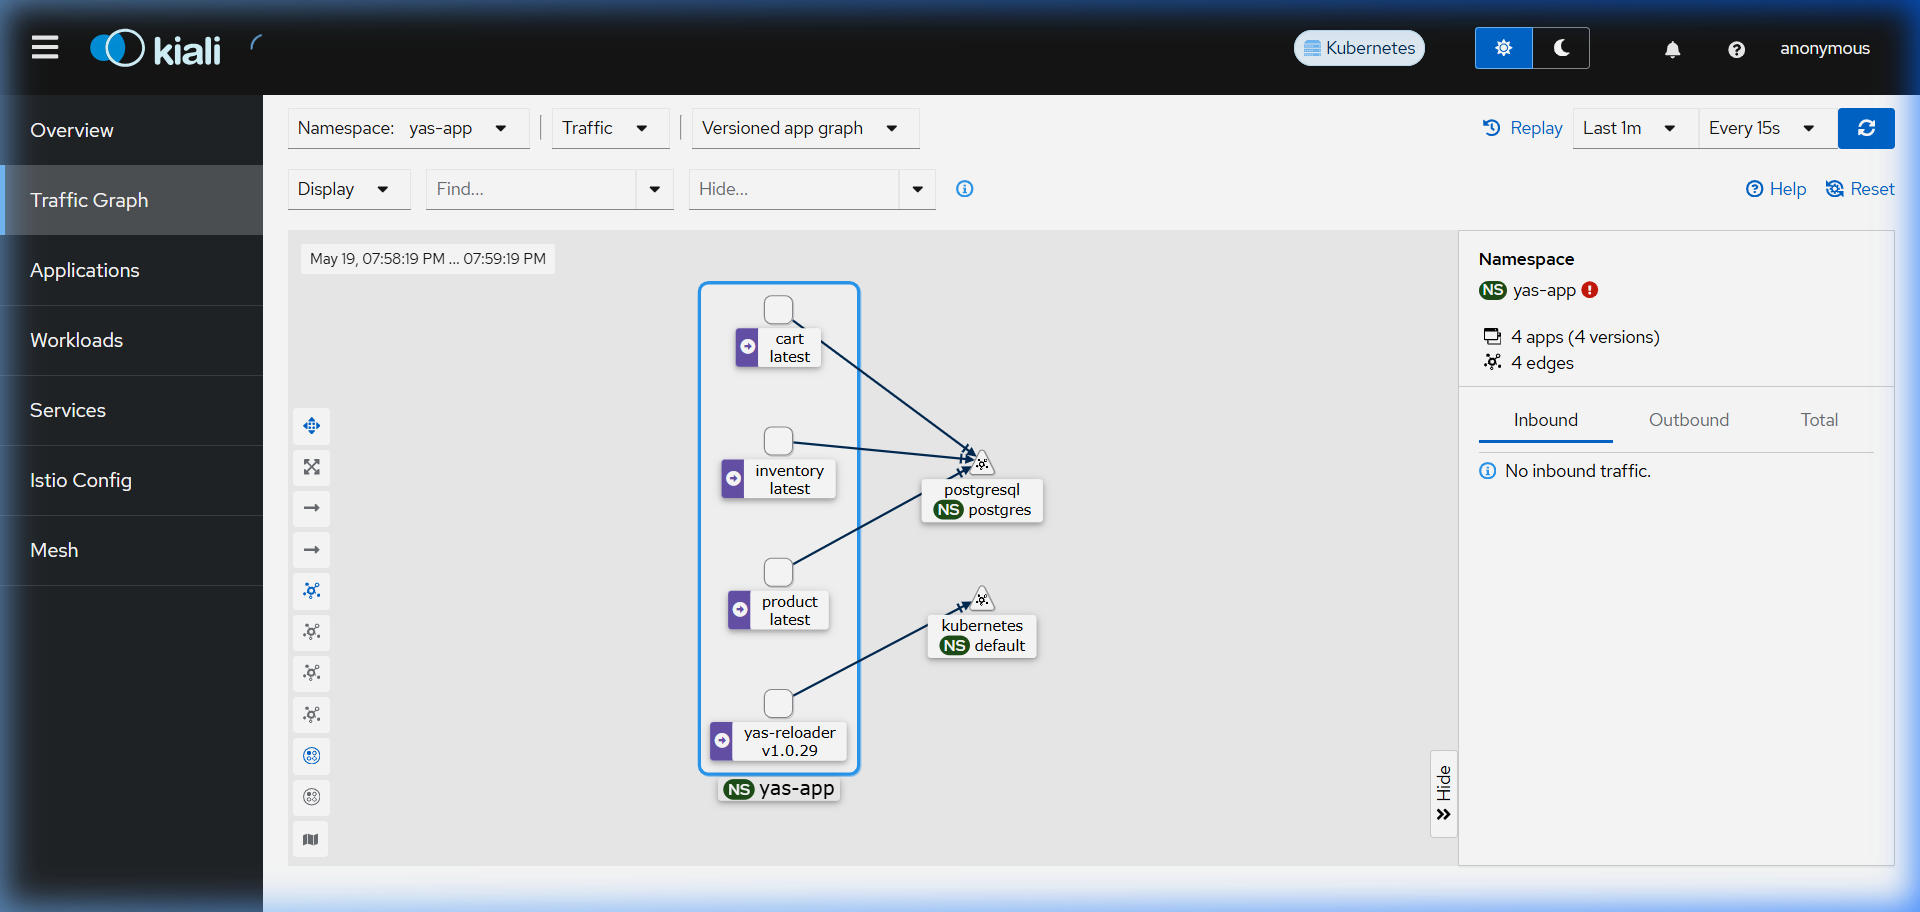 kiali
Kubernetes
anonymous
Overview
Traffic Graph
Applications
Workloads
Services
Istio Config
Mesh
Namespace: yas-app
Traffic
Versioned app graph
Replay
Last 1m
Every 15s
Display
Find...
Hide...
Help
Reset
May 19, 07:58:19 PM ... 07:59:19 PM
cart
latest
inventory
latest
product
latest
yas-reloader
v1.0.29
NS yas-app
postgresql
NS postgres
kubernetes
NS default
Hide
Namespace
NS yas-app
4 apps (4 versions)
4 edges
Inbound
Outbound
Total
No inbound traffic.